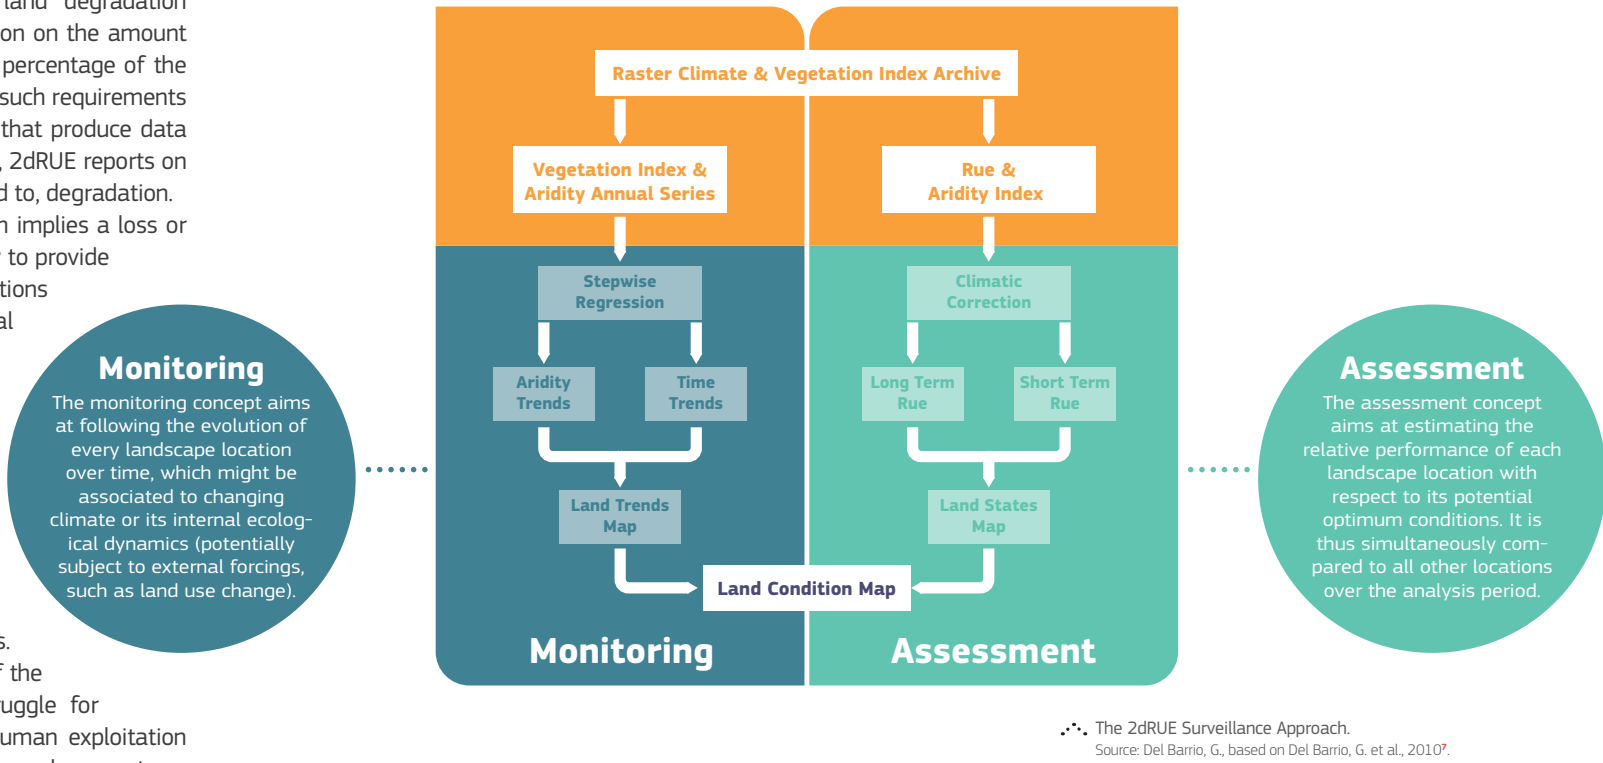 land degradation
on on the amount
percentage of the
such requirements
that produce data
, 2dRUE reports on
d to, degradation.
n implies a loss or
to provide
tions
al
s.
f the
uggle for
uman exploitation
Raster Climate & Vegetation Index Archive
Vegetation Index &
Aridity Annual Series
Rue &
Aridity Index
Stepwise
Regression
Climatic
Correction
Aridity
Trends
Time
Trends
Long Term
Rue
Short Term
Rue
Land Trends
Map
Land States
Map
Land Condition Map
Monitoring
Assessment
Monitoring
The monitoring concept aims
at following the evolution of
every landscape location
over time, which might be
associated to changing
climate or its internal ecolog-
ical dynamics (potentially
subject to external forcings,
such as land use change).
Assessment
The assessment concept
aims at estimating the
relative performance of each
landscape location with
respect to its potential
optimum conditions. It is
thus simultaneously com-
pared to all other locations
over the analysis period.
The 2dRUE Surveillance Approach.
Source: Del Barrio, G., based on Del Barrio, G. et al., 2010⁷.